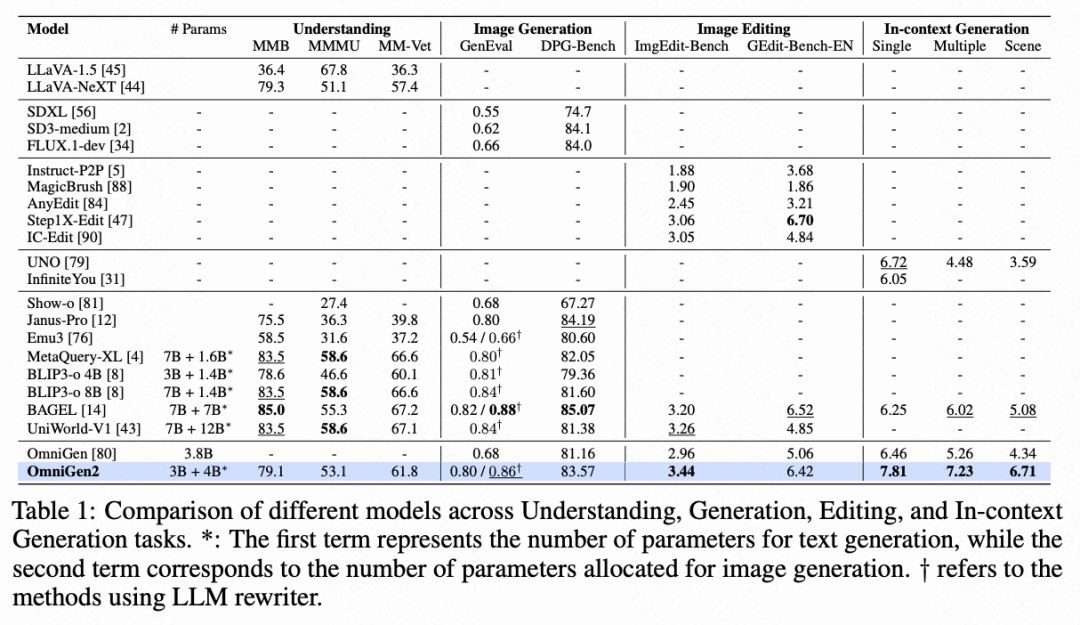 Model # Params Understanding Image Generation Image Editing In-context Generation
MMB MMMU MM-Vet GenEval DPG-Bench ImgEdit-Bench GEdit-Bench-EN Single Multiple Scene
LLaVA-1.5 [45] 36.4 67.8 36.3 - - - - - - -
LLaVA-NeXT [44] 79.3 51.1 57.4 - - - - - - -
SDXL [56] - - - - 0.55 74.7 - - - - -
SD3-medium [2] - - - - 0.62 84.1 - - - - -
FLUX.1-dev [34] - - - - 0.66 84.0 - - - - -
Instruct-P2P [5] - - - - - - 1.88 3.68 - - -
MagicBrush [88] - - - - - - 1.90 1.86 - - -
AnyEdit [84] - - - - - - 2.45 3.21 - - -
Step1X-Edit [47] - - - - - - 3.06 6.70 - - -
IC-Edit [90] - - - - - - 3.05 4.84 - - -
UNO [79] - - - - - - - - 6.72 4.48 3.59
InfiniteYou [31] - - - - - - - - 6.05 - -
Show-o [81] - 27.4 - 0.68 67.27 - - - - -
Janus-Pro [12] 75.5 36.3 39.8 0.80 84.19 - - - - -
Emu3 [76] 58.5 31.6 37.2 0.54 / 0.66† 80.60 - - - - -
MetaQuery-XL [4] 7B + 1.6B* 83.5 58.6 66.6 0.80† 82.05 - - - - -
BLIP3-o 4B [8] 3B + 1.4B* 78.6 46.6 60.1 0.81† 79.36 - - - - -
BLIP3-o 8B [8] 7B + 1.4B* 83.5 58.6 66.6 0.84† 81.60 - - - - -
BAGEL [14] 7B + 7B* 85.0 55.3 67.2 0.82 / 0.88† 85.07 3.20 6.52 6.25 6.02 5.08
UniWorld-V1 [43] 7B + 12B* 83.5 58.6 67.1 0.84† 81.38 3.26 4.85 - - -
OmniGen [80] 3.8B - - - 0.68 81.16 2.96 5.06 6.46 5.26 4.34
OmniGen2 3B + 4B* 79.1 53.1 61.8 0.80 / 0.86† 83.57 3.44 6.42 7.81 7.23 6.71
Table 1: Comparison of different models across Understanding, Generation, Editing, and In-context
Generation tasks. *: The first term represents the number of parameters for text generation, while the
second term corresponds to the number of parameters allocated for image generation. † refers to the
methods using LLM rewriter.